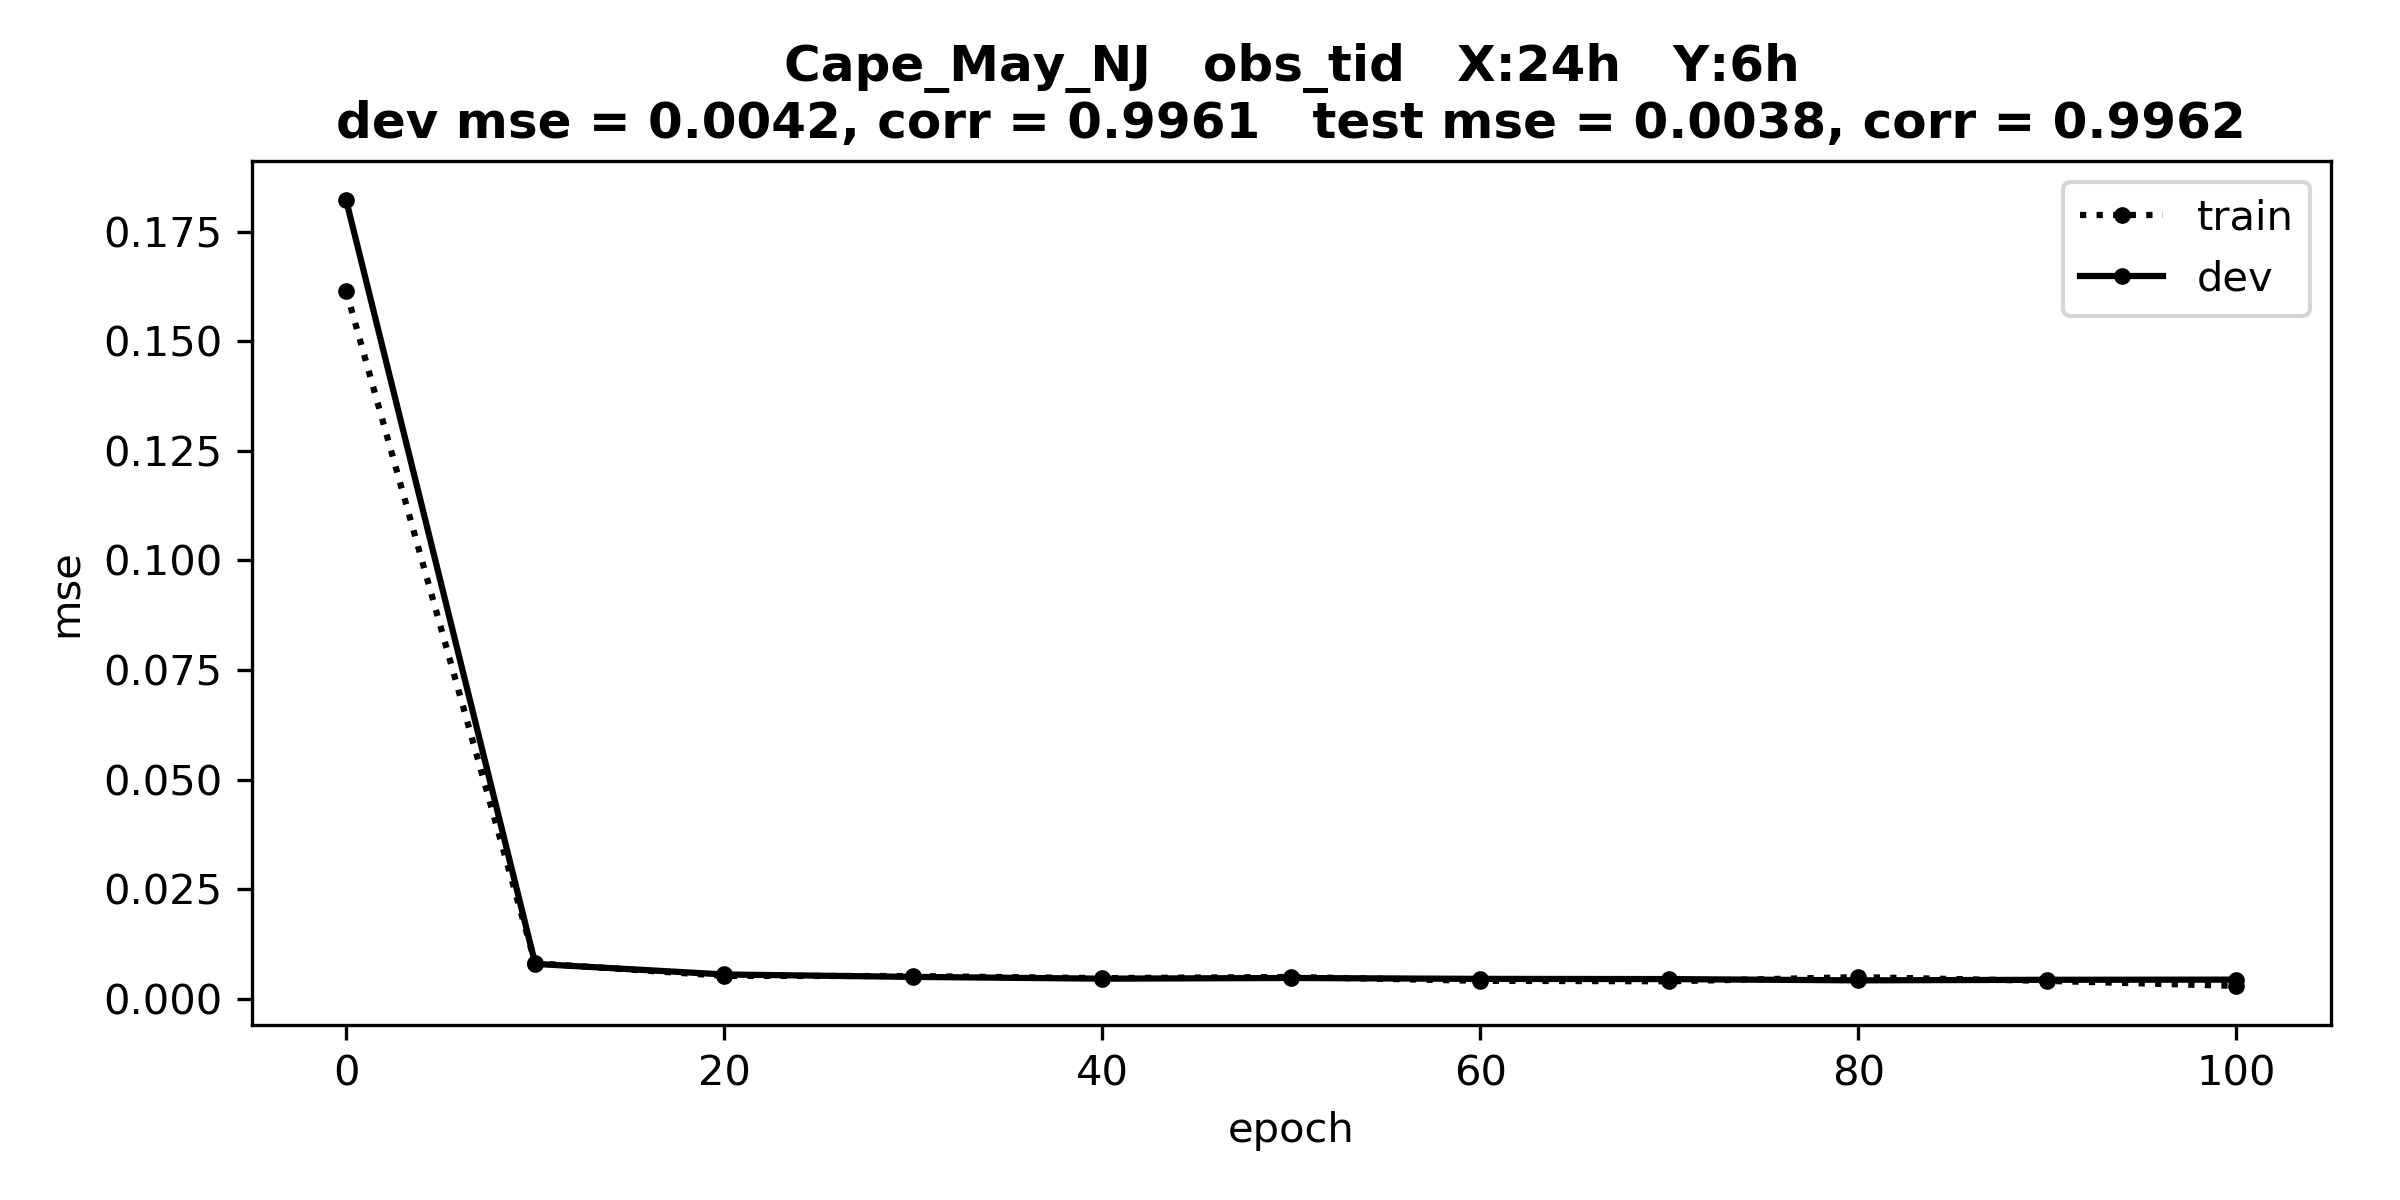 Cape_May_NJ   obs_tid   X:24h   Y:6h
dev mse = 0.0042, corr = 0.9961   test mse = 0.0038, corr = 0.9962
train
dev
mse
0.175
0.150
0.125
0.100
0.075
0.050
0.025
0.000
0 20 40 60 80 100
epoch